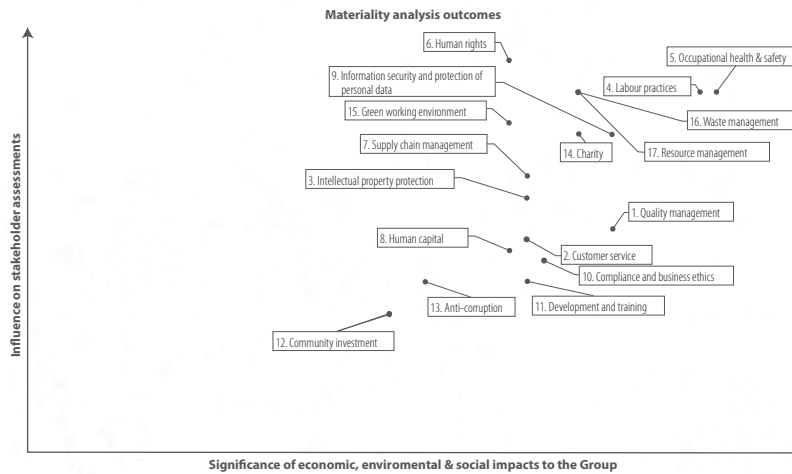 Materiality analysis outcomes
6. Human rights
5. Occupational health & safety
9. Information security and protection of
personal data
4. Labour practices
15. Green working environment
16. Waste management
7. Supply chain management
14. Charity
17. Resource management
3. Intellectual property protection
1. Quality management
8. Human capital
2. Customer service
10. Compliance and business ethics
13. Anti-corruption
11. Development and training
12. Community investment
Influence on stakeholder assessments
Significance of economic, enviromental & social impacts to the Group